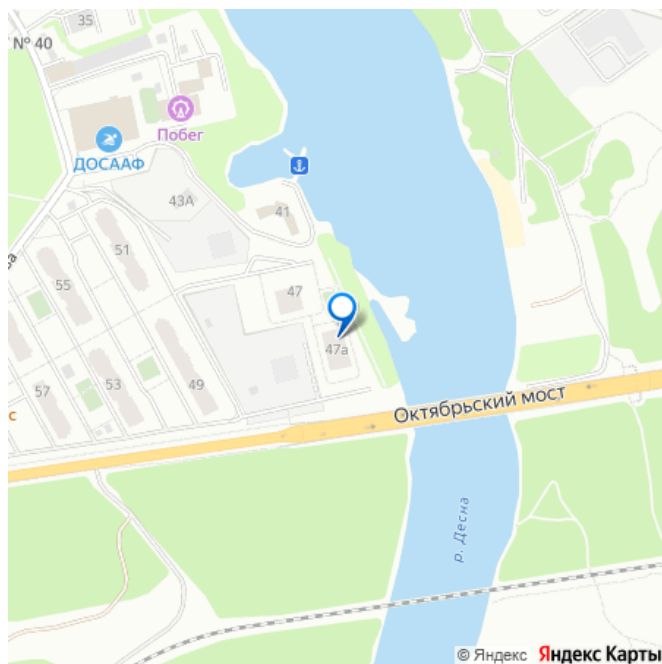 35
Nº 40
Побег
ДОСААФ
43А
41
51
55
47
47а
57
53
49
с
Октябрьский мост
р. Десна
© Яндекс Яндекс Карты